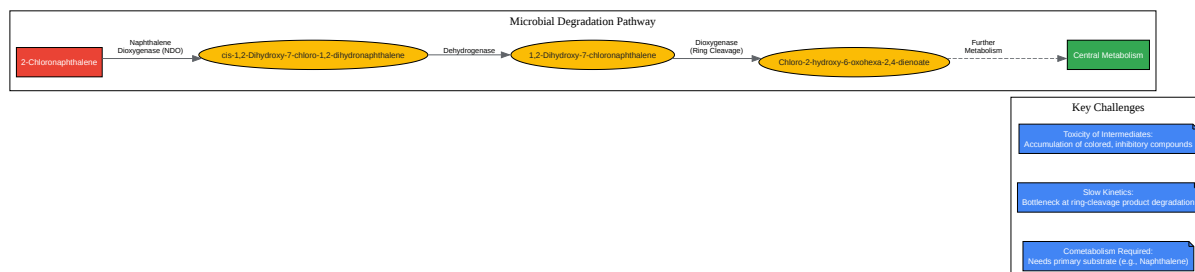 Microbial Degradation Pathway
2-Chloronaphthalene
Naphthalene
Dioxygenase (NDO)
cis-1,2-Dihydroxy-7-chloro-1,2-dihydronaphthalene
Dehydrogenase
1,2-Dihydroxy-7-chloronaphthalene
Dioxygenase
(Ring Cleavage)
Chloro-2-hydroxy-6-oxohexa-2,4-dienoate
Further
Metabolism
Central Metabolism
Key Challenges
Toxicity of Intermediates:
Accumulation of colored, inhibitory compounds
Slow Kinetics:
Bottleneck at ring-cleavage product degradation
Cometabolism Required:
Needs primary substrate (e.g., Naphthalene)